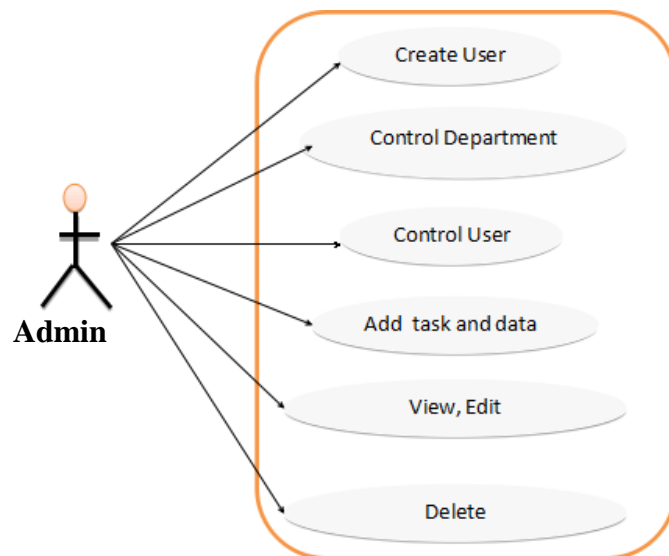 Create User
Control Department
Control User
Admin
Add task and data
View, Edit
Delete